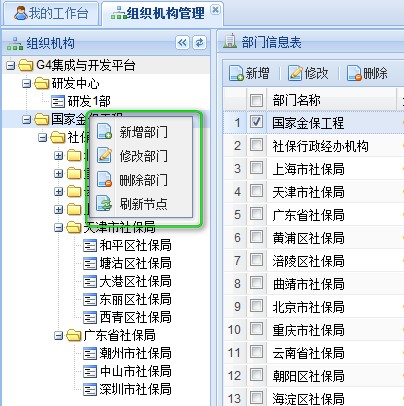 我的工作台 组织机构管理
组织机构
G4集成与开发平台
研发中心
研发1部
国家金保工程
社保
天津市社保局
和平区社保局
塘沽区社保局
大港区社保局
东丽区社保局
西青区社保局
广东省社保局
潮州市社保局
中山市社保局
深圳市社保局
新增部门
修改部门
删除部门
刷新节点
部门信息表
新增 修改 删除
部门名称
1 国家金保工程
2 社保行政经办机构
3 上海市社保局
4 天津市社保局
5 广东省社保局
6 黄浦区社保局
7 涪陵区社保局
8 曲靖市社保局
9 北京市社保局
10 重庆市社保局
11 云南省社保局
12 朝阳区社保局
13 海淀区社保局